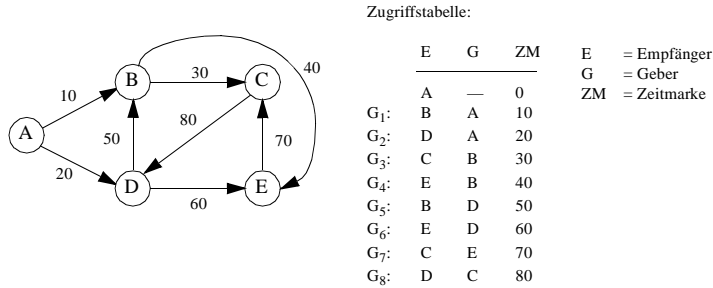 Zugriffstabelle:
E G ZM
A — 0
G1: B A 10
G2: D A 20
G3: C B 30
G4: E B 40
G5: B D 50
G6: E D 60
G7: C E 70
G8: D C 80
E = Empfänger
G = Geber
ZM = Zeitmarke
B 30 C 40
10
80
A 50 70
20
D 60 E